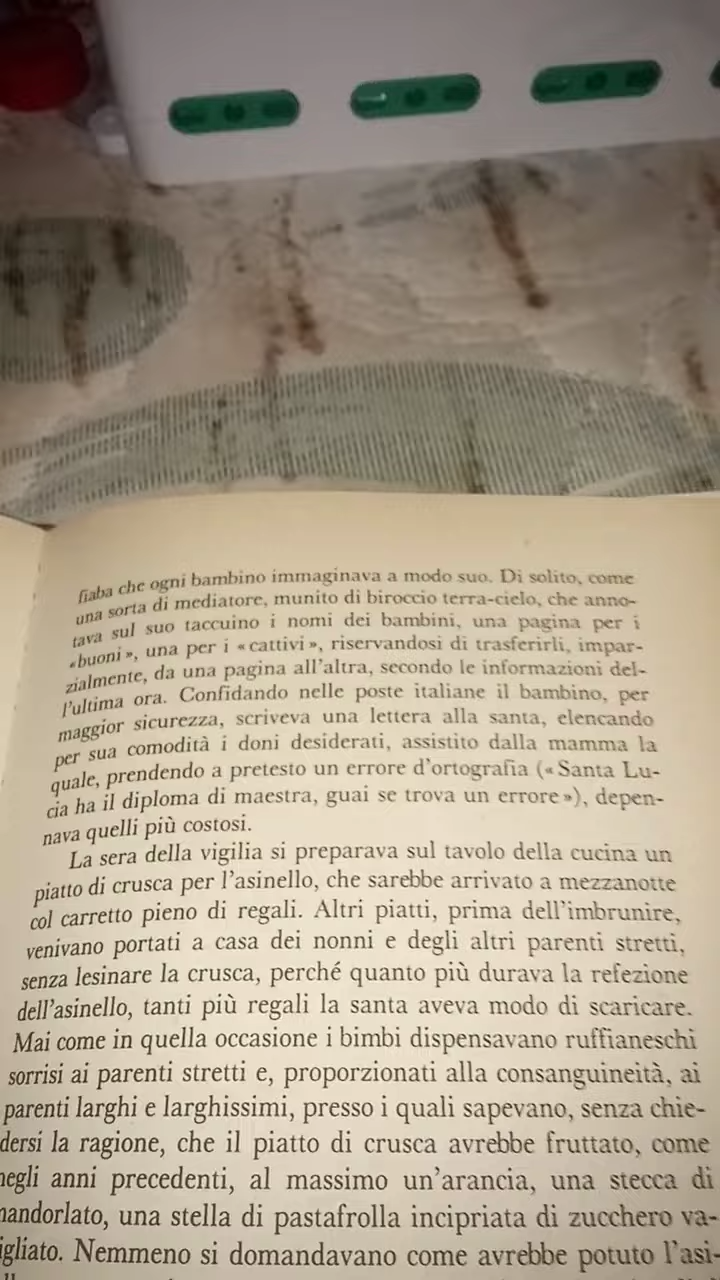 fiaba che ogni bambino immaginava a modo suo. Di solito, come
una sorta di mediatore, munito di biroccio terra-cielo, che anno-
tava sul suo taccuino i nomi dei bambini, una pagina per i
«buoni», una per i «cattivi», riservandosi di trasferirli, impar-
zialmente, da una pagina all'altra, secondo le informazioni del-
l'ultima ora. Confidando nelle poste italiane il bambino, per
maggior sicurezza, scriveva una lettera alla santa, elencando
per sua comodità i doni desiderati, assistito dalla mamma la
quale, prendendo a pretesto un errore d'ortografia («Santa Lu-
cia ha il diploma di maestra, guai se trova un errore»), depen-
nava quelli più costosi.
La sera della vigilia si preparava sul tavolo della cucina un
piatto di crusca per l'asinello, che sarebbe arrivato a mezzanotte
col carretto pieno di regali. Altri piatti, prima dell'imbrunire,
venivano portati a casa dei nonni e degli altri parenti stretti,
senza lesinare la crusca, perché quanto più durava la refezione
dell'asinello, tanti più regali la santa aveva modo di scaricare.
Mai come in quella occasione i bimbi dispensavano ruffianeschi
sorrisi ai parenti stretti e, proporzionati alla consanguineità, ai
parenti larghi e larghissimi, presso i quali sapevano, senza chie-
dersi la ragione, che il piatto di crusca avrebbe fruttato, come
negli anni precedenti, al massimo un'arancia, una stecca di
mandorlato, una stella di pastafrolla incipriata di zucchero va-
igliato. Nemmeno si domandavano come avrebbe potuto l'asi-